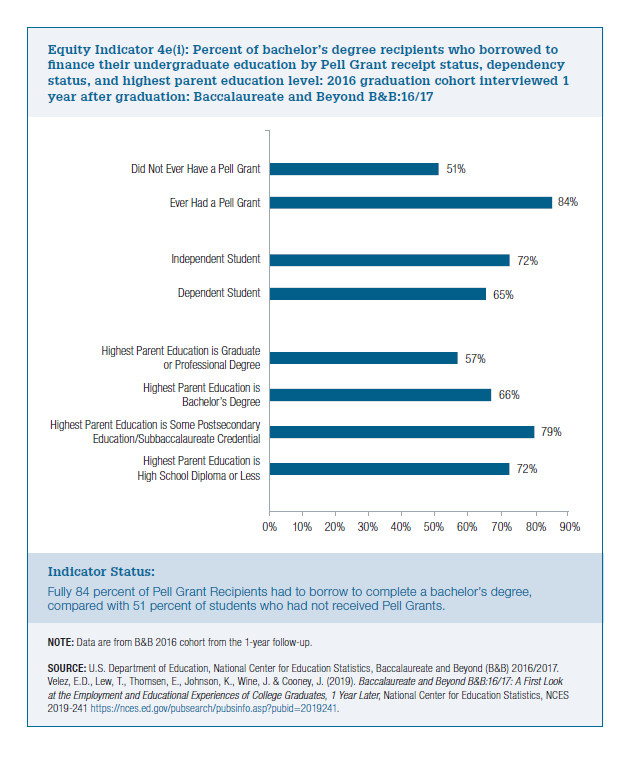 Equity Indicator 4e(i): Percent of bachelor's degree recipients who borrowed to
finance their undergraduate education by Pell Grant receipt status, dependency
status, and highest parent education level: 2016 graduation cohort interviewed 1
year after graduation: Baccalaureate and Beyond B&B:16/17
Did Not Ever Have a Pell Grant 51%
Ever Had a Pell Grant 84%
Independent Student 72%
Dependent Student 65%
Highest Parent Education is Graduate
or Professional Degree 57%
Highest Parent Education is
Bachelor's Degree 66%
Highest Parent Education is Some Postsecondary
Education/Subbaccalaureate Credential 79%
Highest Parent Education is
High School Diploma or Less 72%
0% 10% 20% 30% 40% 50% 60% 70% 80% 90%
Indicator Status:
Fully 84 percent of Pell Grant Recipients had to borrow to complete a bachelor's degree,
compared with 51 percent of students who had not received Pell Grants.
NOTE: Data are from B&B 2016 cohort from the 1-year follow-up.
SOURCE: U.S. Department of Education, National Center for Education Statistics, Baccalaureate and Beyond (B&B) 2016/2017.
Velez, E.D., Lew, T., Thomsen, E., Johnson, K., Wine, J. & Cooney, J. (2019). Baccalaureate and Beyond B&B:16/17: A First Look
at the Employment and Educational Experiences of College Graduates, 1 Year Later, National Center for Education Statistics, NCES
2019-241 https://nces.ed.gov/pubsearch/pubsinfo.asp?pubid=2019241.